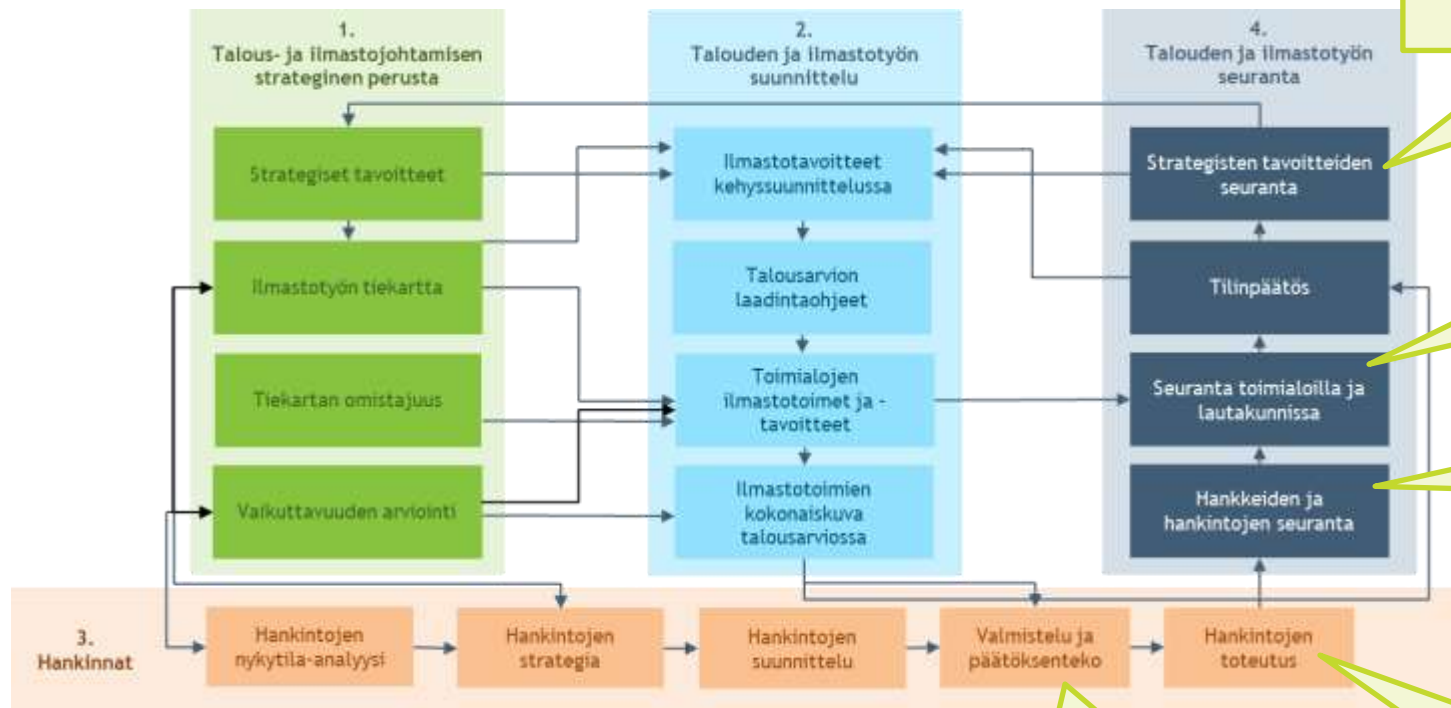 1.
Talous- ja ilmastojohtamisen
strateginen perusta
Strategiset tavoitteet
Ilmastotyön tiekartta
Tiekartan omistajuus
Vaikuttavuuden arviointi
2.
Talouden ja ilmastotyön
suunnittelu
Ilmastotavoitteet
kehyssuunnittelussa
Talousarvion
laadintaohjeet
Toimialojen
ilmastotoimet ja -
tavoitteet
Ilmastotoimien
kokonaiskuva
talousarviossa
4.
Talouden ja ilmastotyön
seuranta
Strategisten tavoitteiden
seuranta
Tilinpäätös
Seuranta toimialoilla ja
lautakunnissa
Hankkeiden ja
hankintojen seuranta
3.
Hankinnat
Hankintojen
nykytila-analyysi
Hankintojen
strategia
Hankintojen
suunnittelu
Valmistelu ja
päätöksenteko
Hankintojen
toteutus